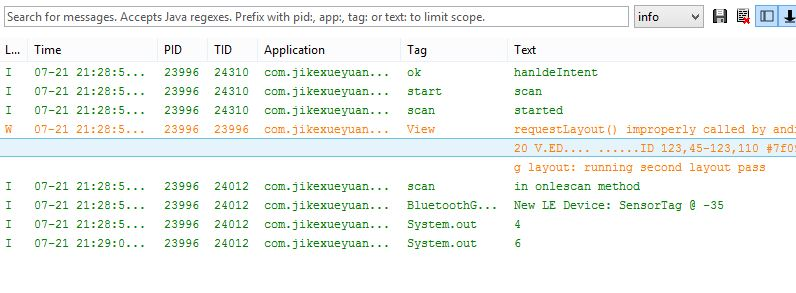 Search for messages. Accepts Java regexes. Prefix with pid:, app:, tag: or text: to limit scope. info
L... Time PID TID Application Tag Text
I 07-21 21:28:5... 23996 24310 com.jikexueyuan... ok hanldeIntent
I 07-21 21:28:5... 23996 24310 com.jikexueyuan... start scan
I 07-21 21:28:5... 23996 24310 com.jikexueyuan... scan started
W 07-21 21:28:5... 23996 23996 com.jikexueyuan... View requestLayout() improperly called by and
20 V.ED.... ......ID 123,45-123,110 #7f09
g layout: running second layout pass
I 07-21 21:28:5... 23996 24012 com.jikexueyuan... scan in onlescan method
I 07-21 21:28:5... 23996 24012 com.jikexueyuan... BluetoothG... New LE Device: SensorTag @ -35
I 07-21 21:28:5... 23996 24012 com.jikexueyuan... System.out 4
I 07-21 21:29:0... 23996 24012 com.jikexueyuan... System.out 6